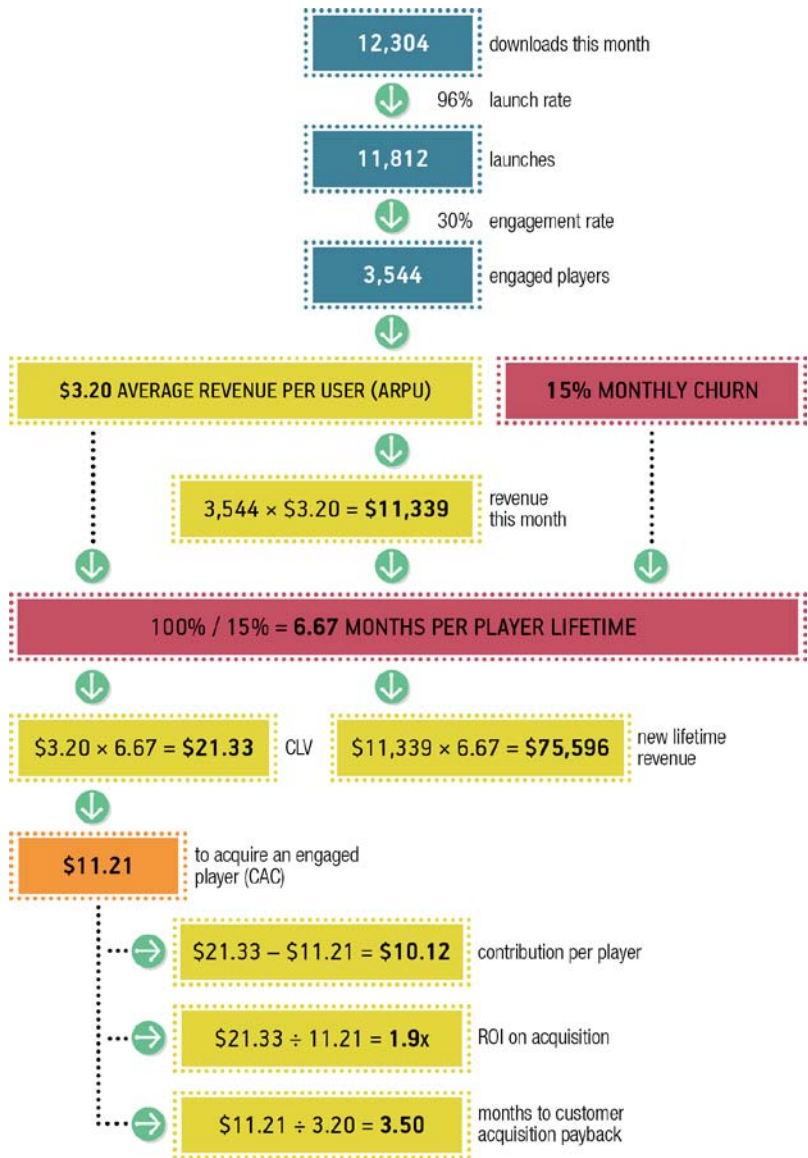 12,304
downloads this month
96% launch rate
11,812
launches
30% engagement rate
3,544
engaged players
$3.20 AVERAGE REVENUE PER USER (ARPU)
15% MONTHLY CHURN
3,544 × $3.20 = $11,339
revenue
this month
100% / 15% = 6.67 MONTHS PER PLAYER LIFETIME
$3.20 × 6.67 = $21.33
CLV
$11,339 × 6.67 = $75,596
new lifetime
revenue
$11.21
to acquire an engaged
player (CAC)
$21.33 – $11.21 = $10.12
contribution per player
$21.33 ÷ 11.21 = 1.9x
ROI on acquisition
$11.21 ÷ 3.20 = 3.50
months to customer
acquisition payback